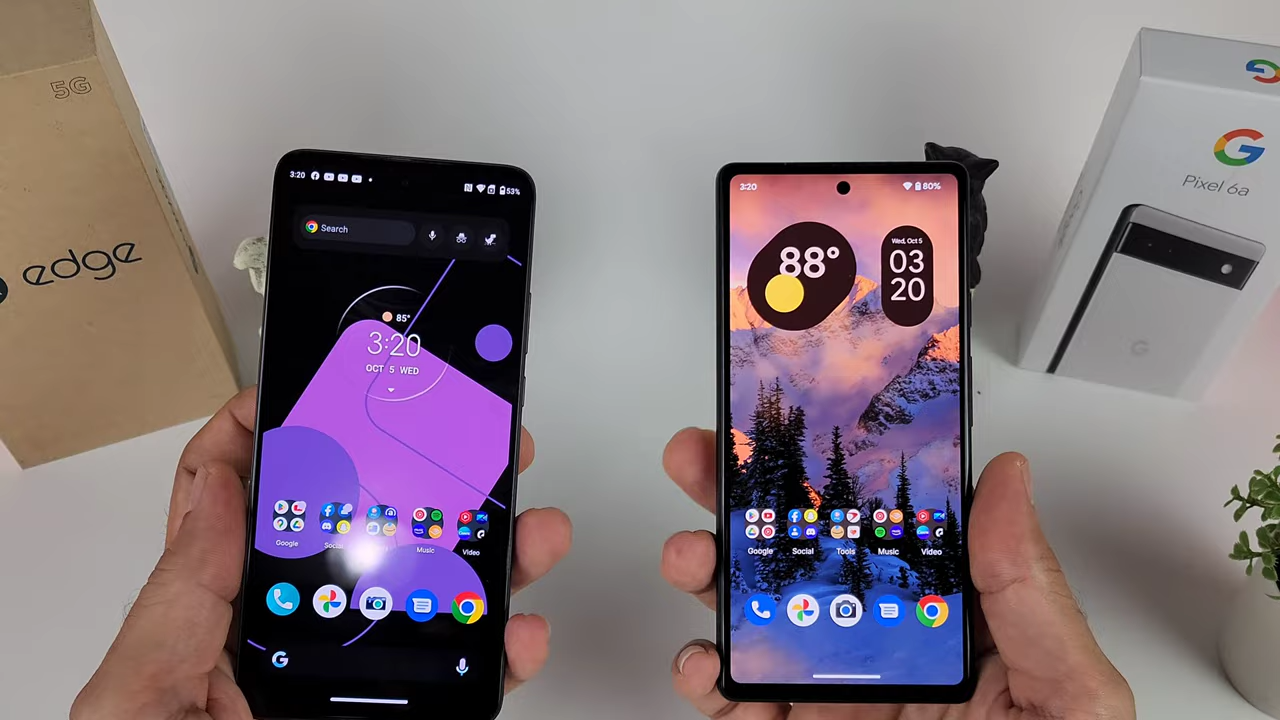 5G
edge
3:20
53%
Search
85°
3:20
OCT 5 WED
Google
Music
Video
3:20
80%
88°
Wed, Oct 5
03
20
Google
Social
Tools
Music
Video
G
Pixel 6a